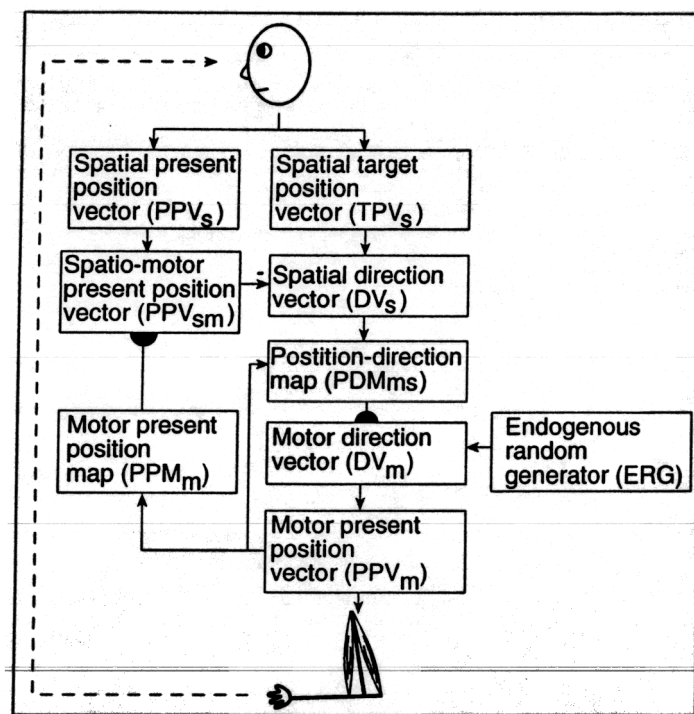 Spatial present
position
vector (PPVs)
Spatial target
position
vector (TPVs)
Spatio-motor
present position
vector (PPVsm)
-
Spatial direction
vector (DVs)
Postition-direction
map (PDMms)
Motor present
position
map (PPMm)
Motor direction
vector (DVm)
Endogenous
random
generator (ERG)
Motor present
position
vector (PPVm)